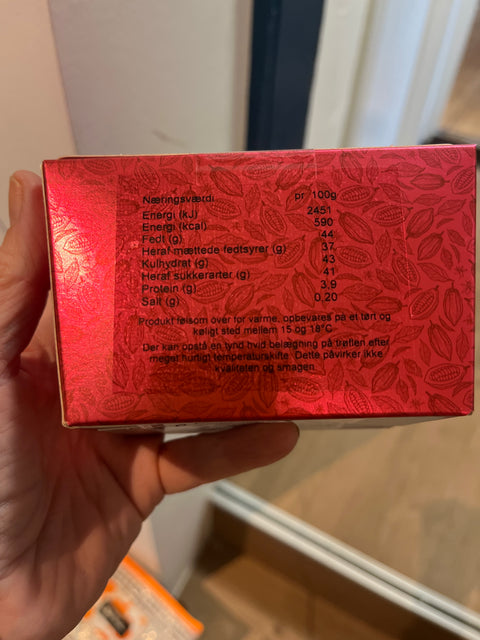 Næringsværdi pr 100g
Energi (kJ) 2451
Energi (kcal) 590
Fedt (g) 44
Heraf mættede fedtsyrer (g) 37
Kulhydrat (g) 43
Heraf sukkerarter (g) 41
Protein (g) 3,9
Salt (g) 0,20
Produkt følsom over for varme, opbevares på et tørt og
køligt sted mellem 15 og 18°C
Der kan opstå en tynd hvid belægning på trøflen efter
meget hurtigt temperaturskifte. Dette påvirker ikke
kvaliteten og smagen